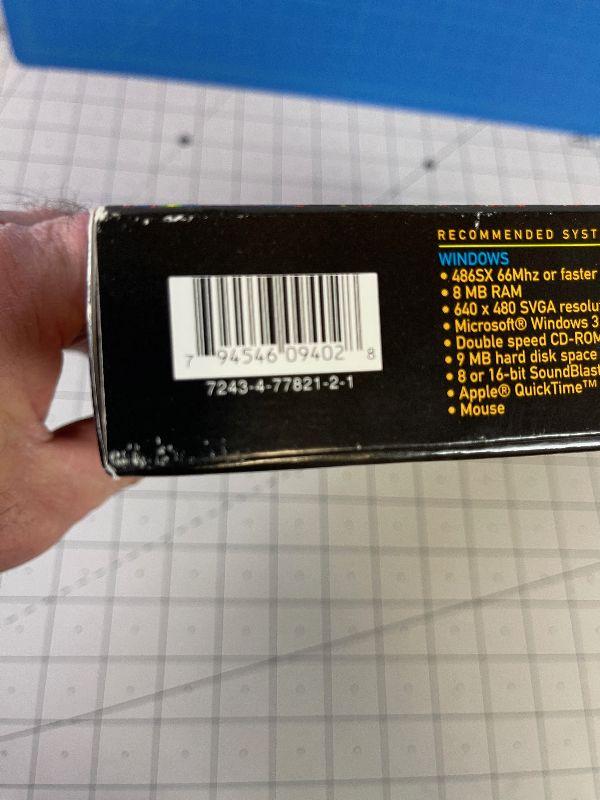 RECOMMENDED SYST
WINDOWS
• 486SX 66Mhz or faster
• 8 MB RAM
• 640 x 480 SVGA resolut
• Microsoft® Windows 3
• Double speed CD-ROM
• 9 MB hard disk space
• 8 or 16-bit SoundBlast
• Apple® QuickTime™
• Mouse
7 94546 09402 8
7243-4-77821-2-1